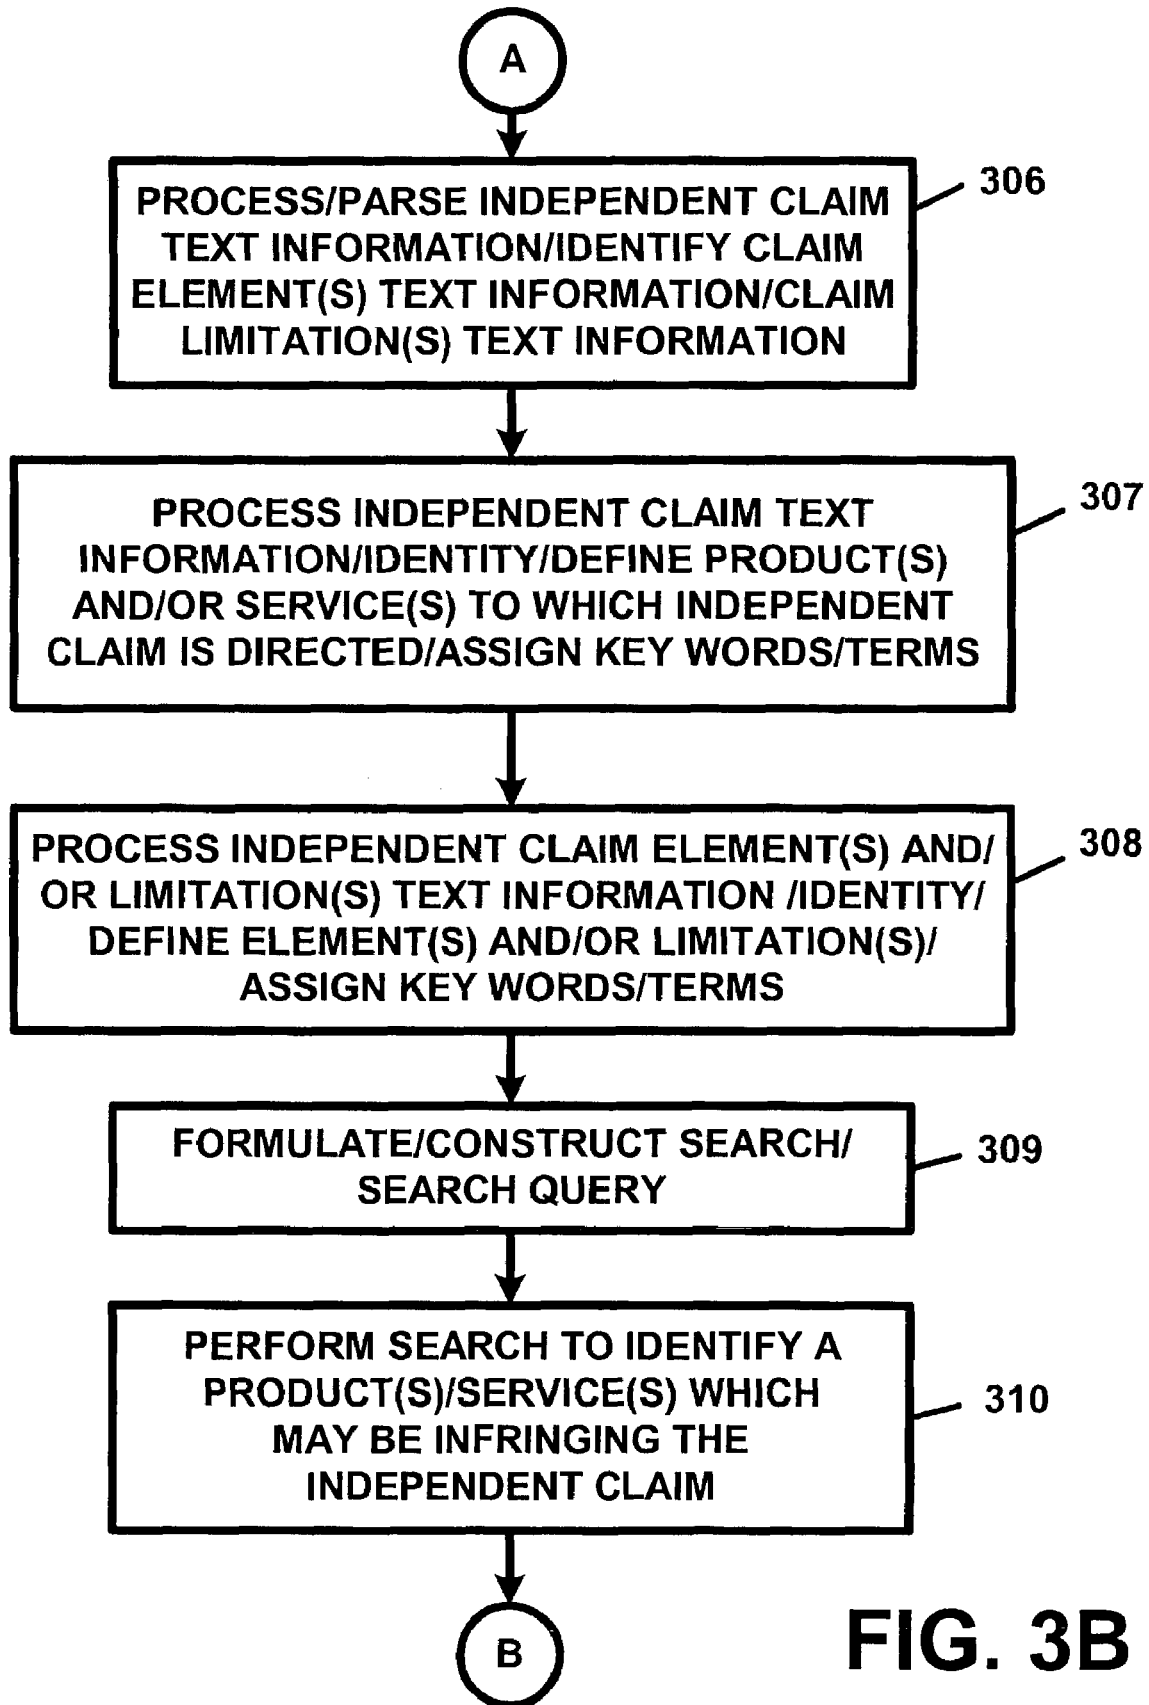 A
PROCESS/PARSE INDEPENDENT CLAIM
TEXT INFORMATION/IDENTIFY CLAIM
ELEMENT(S) TEXT INFORMATION/CLAIM
LIMITATION(S) TEXT INFORMATION
306
PROCESS INDEPENDENT CLAIM TEXT
INFORMATION/IDENTITY/DEFINE PRODUCT(S)
AND/OR SERVICE(S) TO WHICH INDEPENDENT
CLAIM IS DIRECTED/ASSIGN KEY WORDS/TERMS
307
PROCESS INDEPENDENT CLAIM ELEMENT(S) AND/
OR LIMITATION(S) TEXT INFORMATION /IDENTITY/
DEFINE ELEMENT(S) AND/OR LIMITATION(S)/
ASSIGN KEY WORDS/TERMS
308
FORMULATE/CONSTRUCT SEARCH/
SEARCH QUERY
309
PERFORM SEARCH TO IDENTIFY A
PRODUCT(S)/SERVICE(S) WHICH
MAY BE INFRINGING THE
INDEPENDENT CLAIM
310
B
FIG. 3B